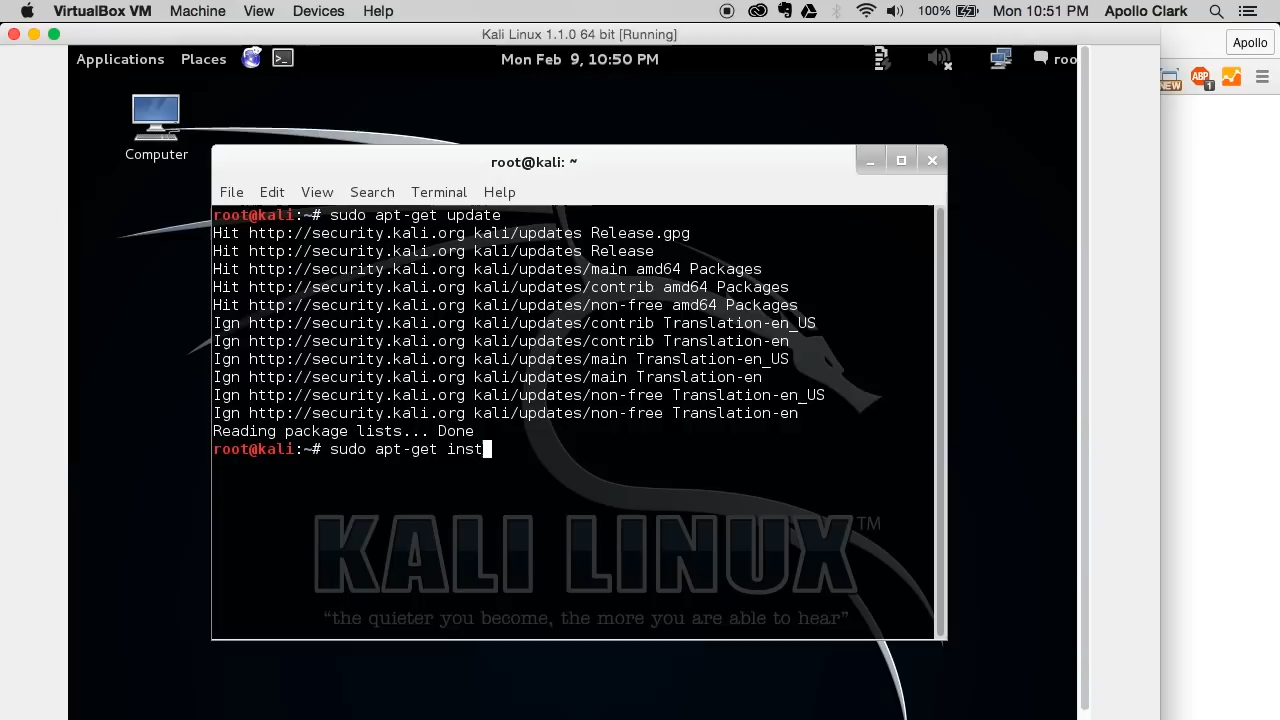 VirtualBox VM Machine View Devices Help 100% Mon 10:51 PM Apollo Clark
Kali Linux 1.1.0 64 bit [Running]
Apollo
Applications Places Mon Feb 9, 10:50 PM roo
NEW ABP 1
Computer
root@kali: ~
File Edit View Search Terminal Help
root@kali:~# sudo apt-get update
Hit http://security.kali.org kali/updates Release.gpg
Hit http://security.kali.org kali/updates Release
Hit http://security.kali.org kali/updates/main amd64 Packages
Hit http://security.kali.org kali/updates/contrib amd64 Packages
Hit http://security.kali.org kali/updates/non-free amd64 Packages
Ign http://security.kali.org kali/updates/contrib Translation-en_US
Ign http://security.kali.org kali/updates/contrib Translation-en
Ign http://security.kali.org kali/updates/main Translation-en_US
Ign http://security.kali.org kali/updates/main Translation-en
Ign http://security.kali.org kali/updates/non-free Translation-en_US
Ign http://security.kali.org kali/updates/non-free Translation-en
Reading package lists... Done
root@kali:~# sudo apt-get inst
KALI LINUX™
“the quieter you become, the more you are able to hear”